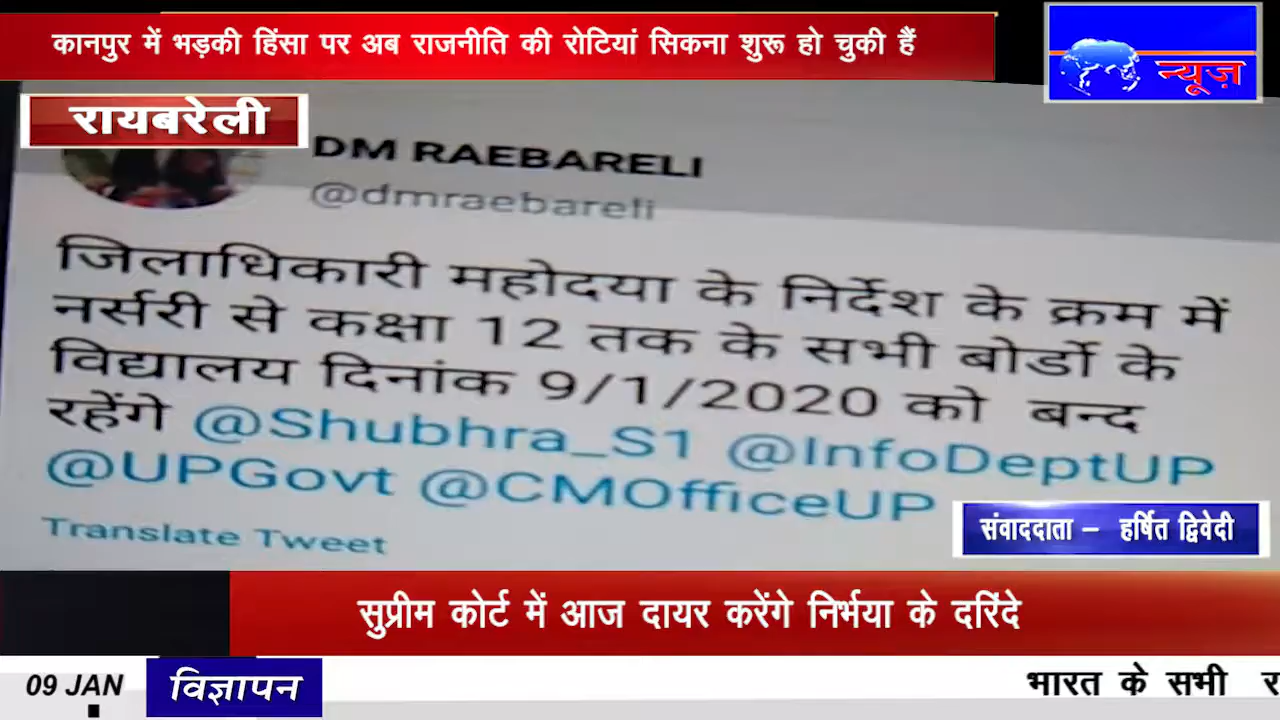 कानपुर में भड़की हिंसा पर अब राजनीति की रोटियां सिकना शुरू हो चुकी हैं
न्यूज़
रायबरेली
DM RAEBARELI
@dmraebareli
जिलाधिकारी महोदया के निर्देश के क्रम में
नर्सरी से कक्षा 12 तक के सभी बोर्डो के
विद्यालय दिनांक 9/1/2020 को बन्द
रहेंगे @Shubhra_S1 @InfoDeptUP
@UPGovt @CMOfficeUP
Translate Tweet
संवाददाता – हर्षित द्विवेदी
सुप्रीम कोर्ट में आज दायर करेंगे निर्भया के दरिंदे
09 JAN विज्ञापन भारत के सभी